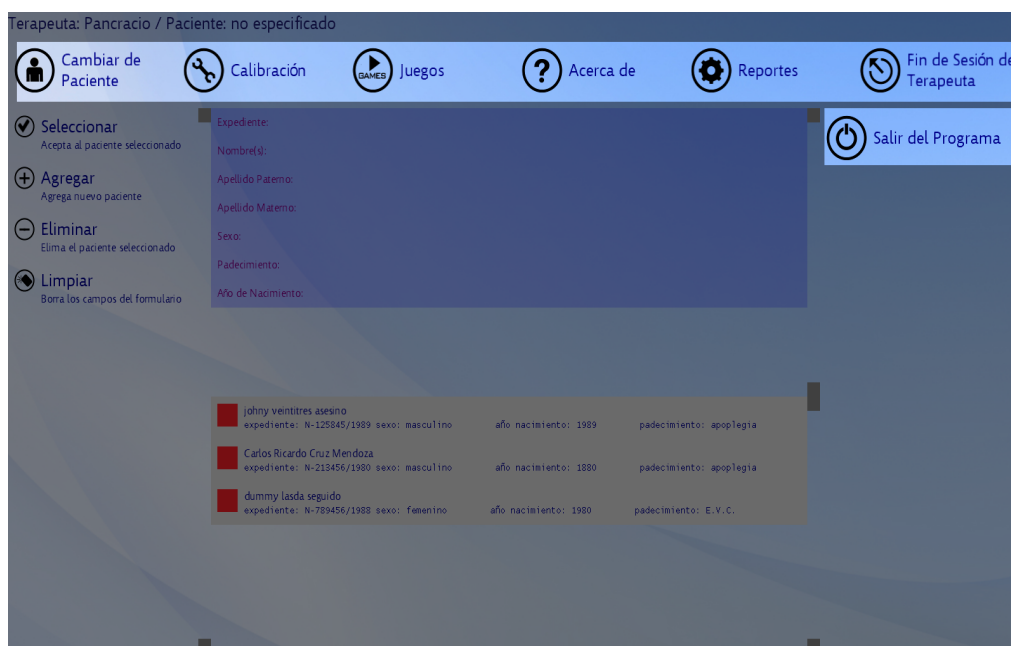 Terapeuta: Pancracio / Paciente: no especificado
Cambiar de
Paciente
Calibración
GAMES
Juegos
?
Acerca de
Reportes
Fin de Sesión de
Terapeuta
Seleccionar
Acepta al paciente seleccionado
Agregar
Agrega nuevo paciente
Eliminar
Elima el paciente seleccionado
Limpiar
Borra los campos del formulario
Expediente:
Nombre(s):
Apellido Paterno:
Apellido Materno:
Sexo:
Padecimiento:
Año de Nacimiento:
Salir del Programa
johny veintitres asesino
expediente: N-125845/1989 sexo: masculino año nacimiento: 1989 padecimiento: apoplegia
Carlos Ricardo Cruz Mendoza
expediente: N-213456/1980 sexo: masculino año nacimiento: 1880 padecimiento: apoplegia
dummy lasda seguido
expediente: N-789456/1988 sexo: femenino año nacimiento: 1980 padecimiento: E.V.C.